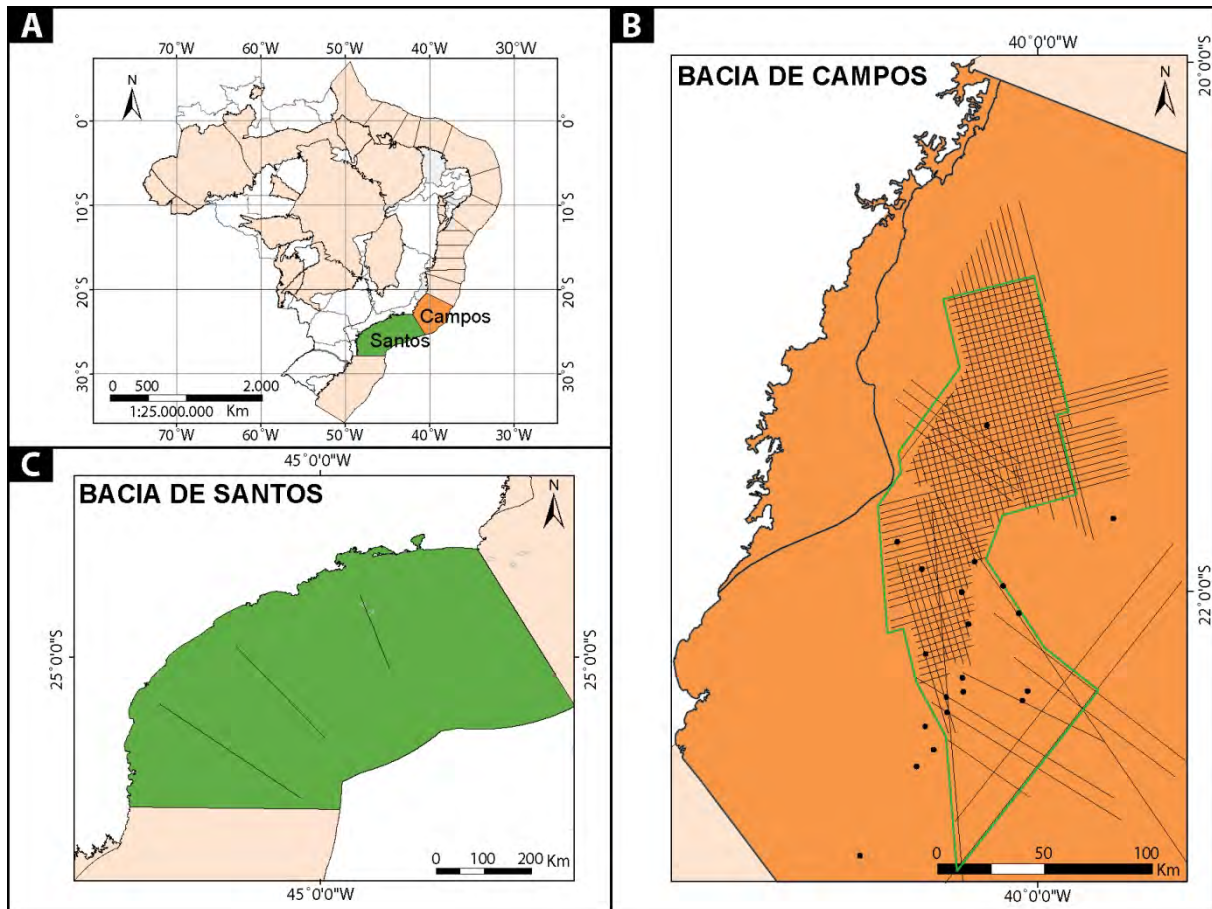 A
70˚W 60˚W 50˚W 40˚W 30˚W
N
0˚ 0˚
10˚S 10˚S
20˚S 20˚S
Campos
Santos
30˚S 30˚S
0 500 2.000
1:25.000.000 Km
70˚W 60˚W 50˚W 40˚W 30˚W
B
40˚0'0"W
BACIA DE CAMPOS
N
20˚0'0"S
22˚0'0"S
0 50 100
Km
40˚0'0"W
C
45˚0'0"W
BACIA DE SANTOS
N
25˚0'0"S 25˚0'0"S
0 100 200
Km
45˚0'0"W